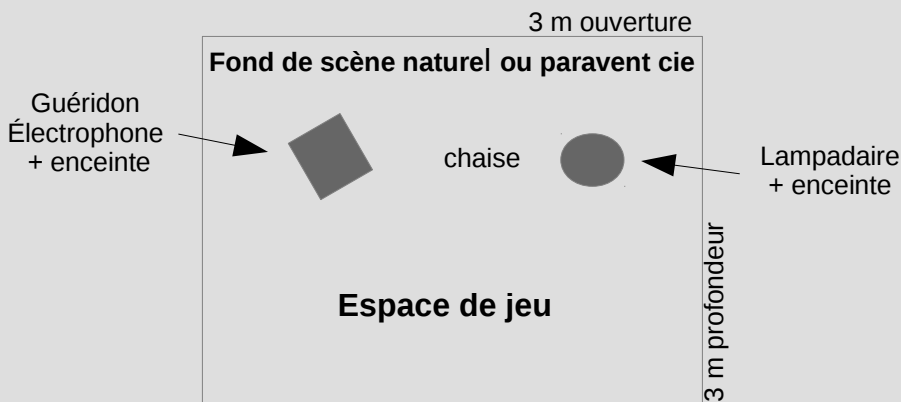 3 m ouverture
Fond de scène naturel ou paravent cie
Guéridon
Électrophone
+ enceinte
chaise
Lampadaire
+ enceinte
Espace de jeu
3 m profondeur